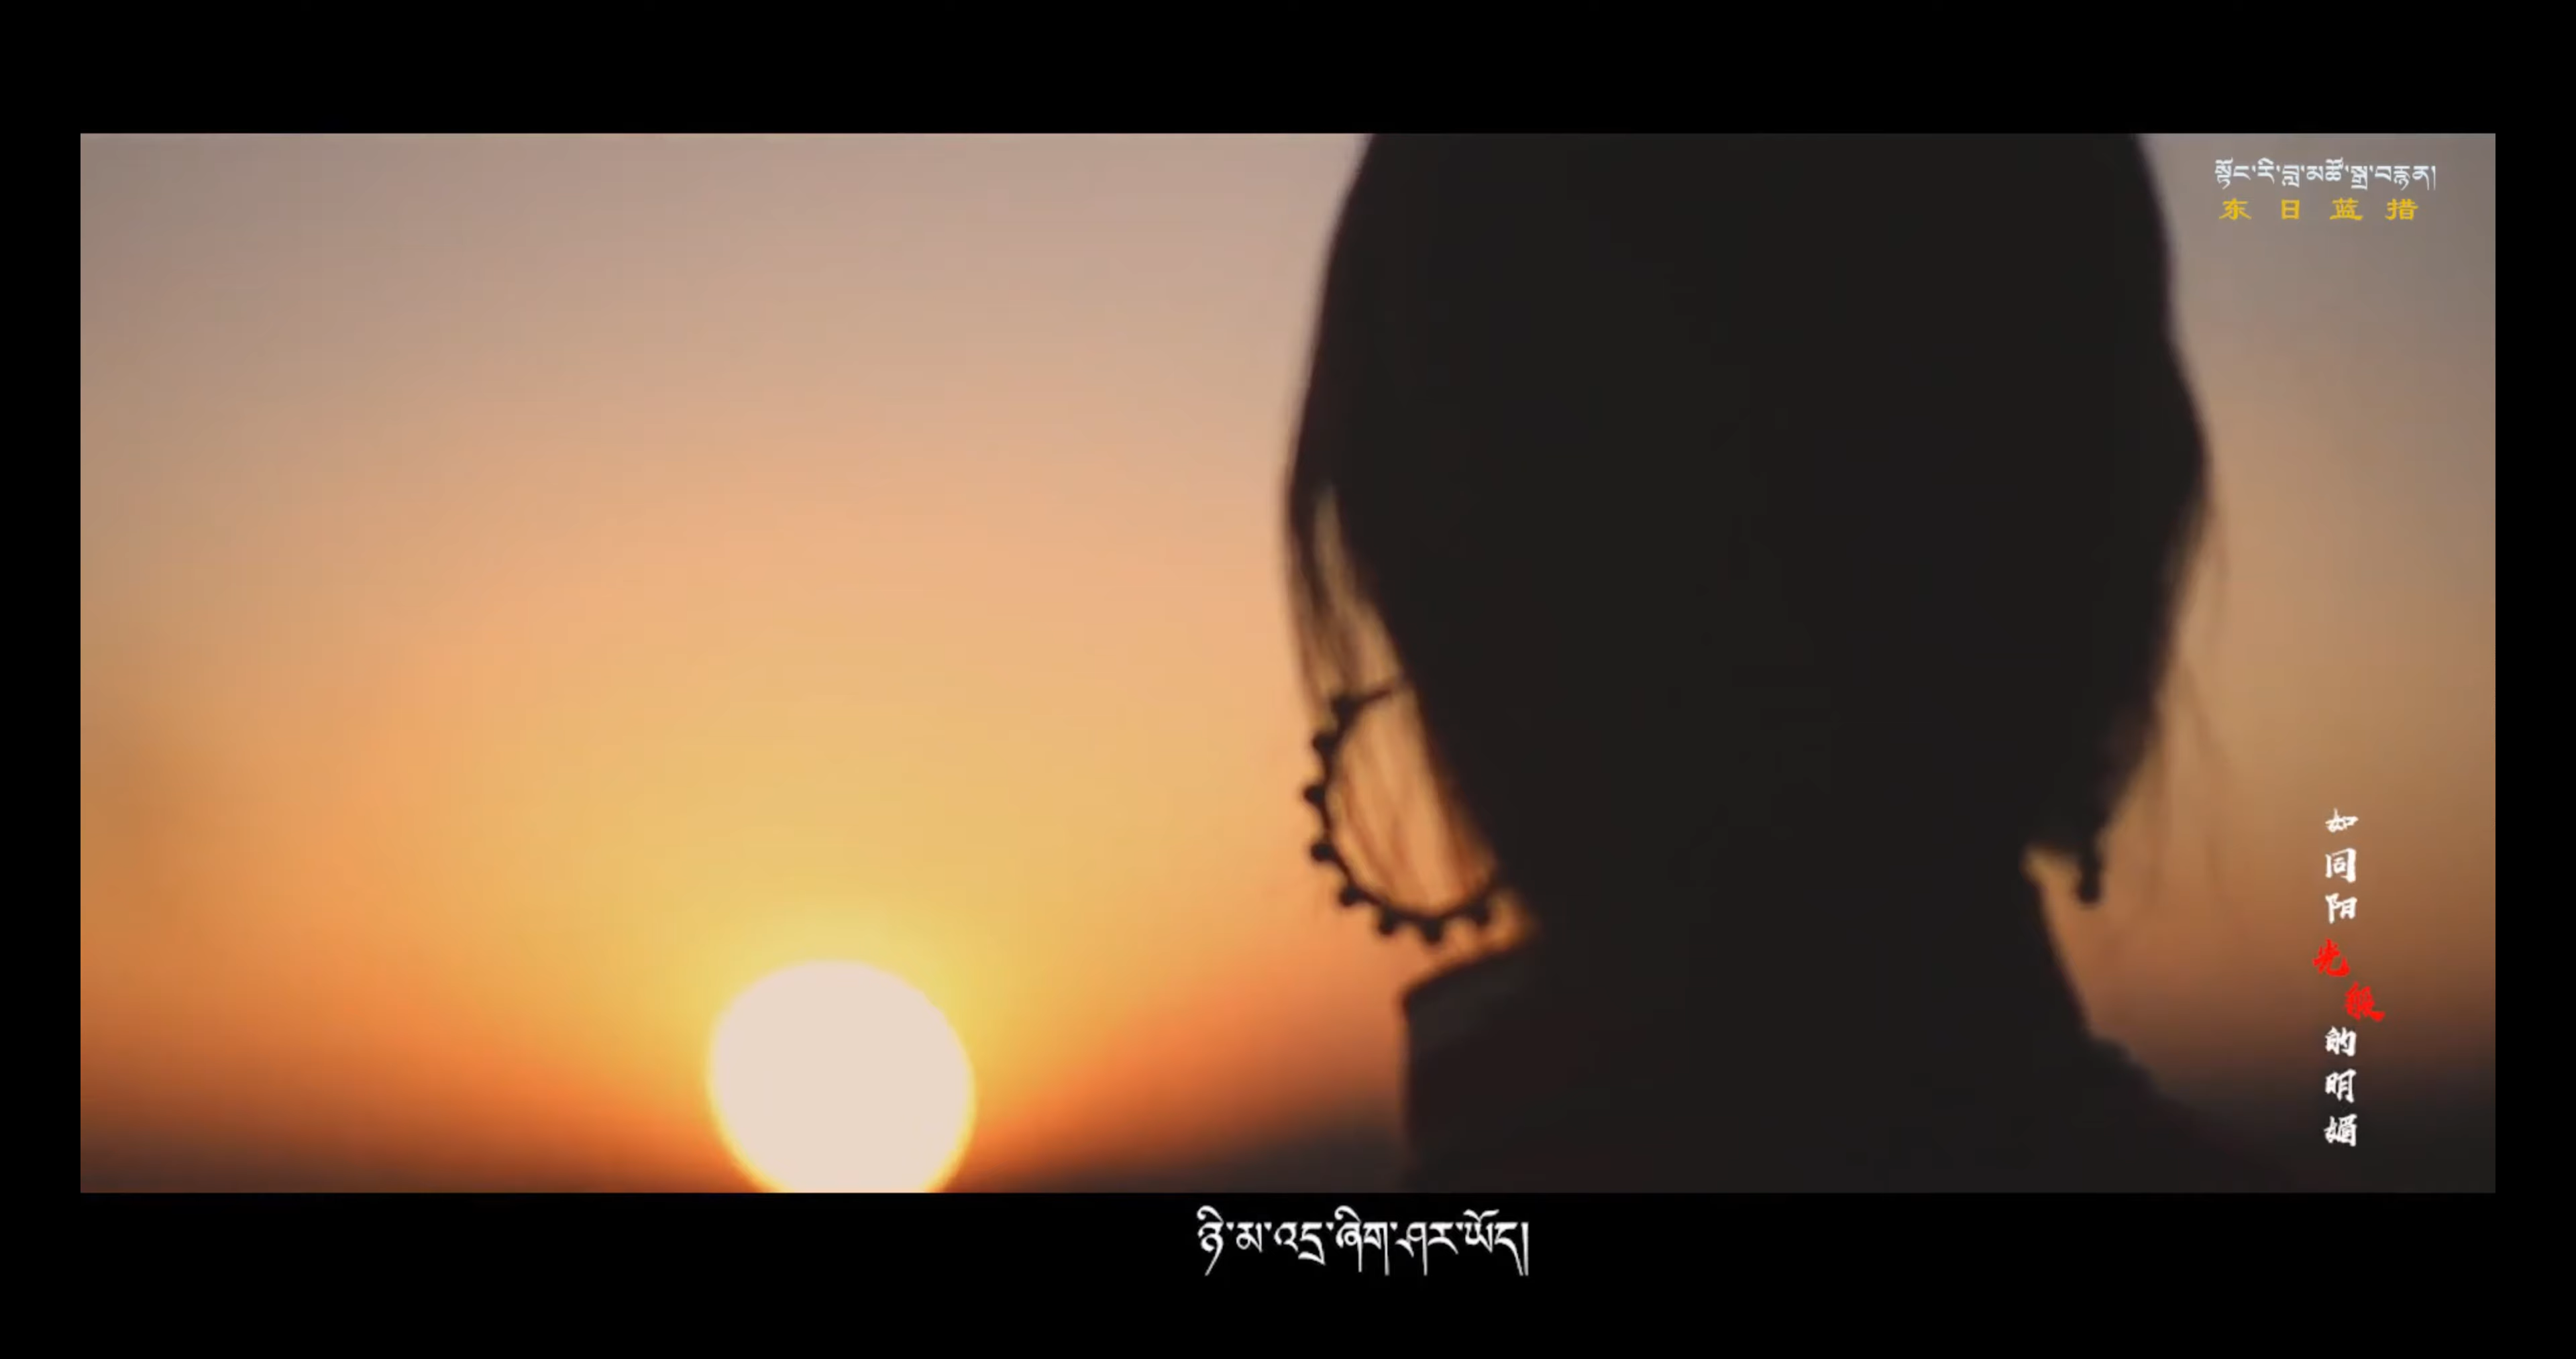 སྟོང་རི་བླ་མཚོ་སྒྲ་བརྙན།
东日蓝措
如同阳光般的明媚
ཉི་མ་འདྲ་ཞིག་ཤར་ཡོད།